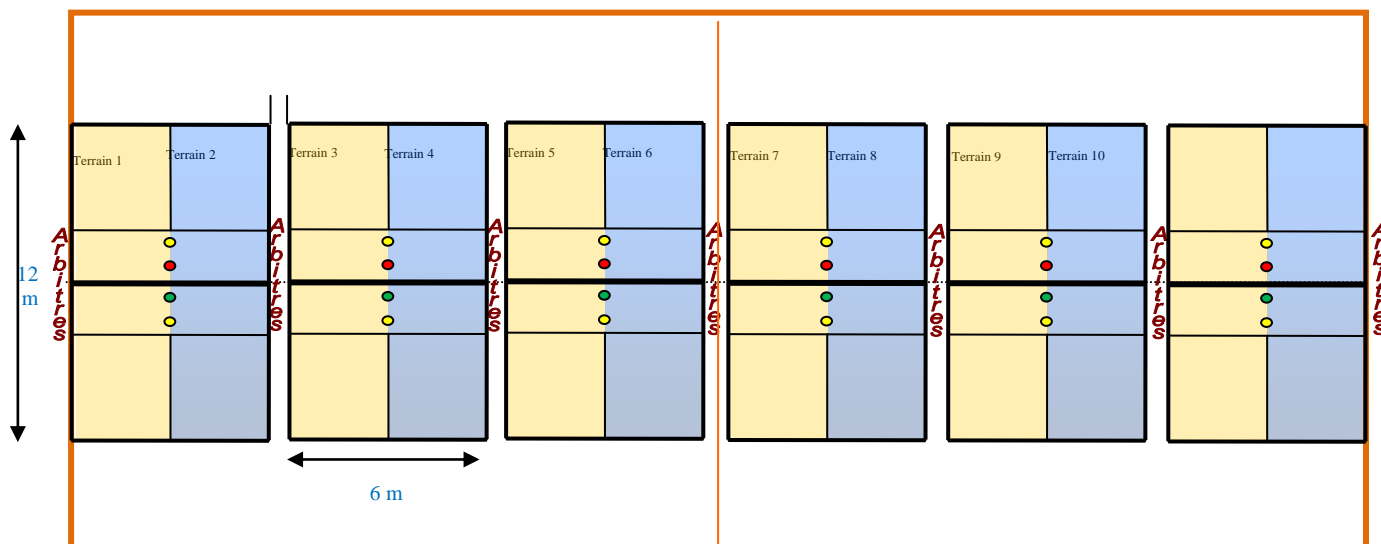 Terrain 1
Terrain 2
Terrain 3
Terrain 4
Terrain 5
Terrain 6
Terrain 7
Terrain 8
Terrain 9
Terrain 10
Arbitres
Arbitres
Arbitres
Arbitres
Arbitres
Arbitres
Arbitres
12
m
6 m